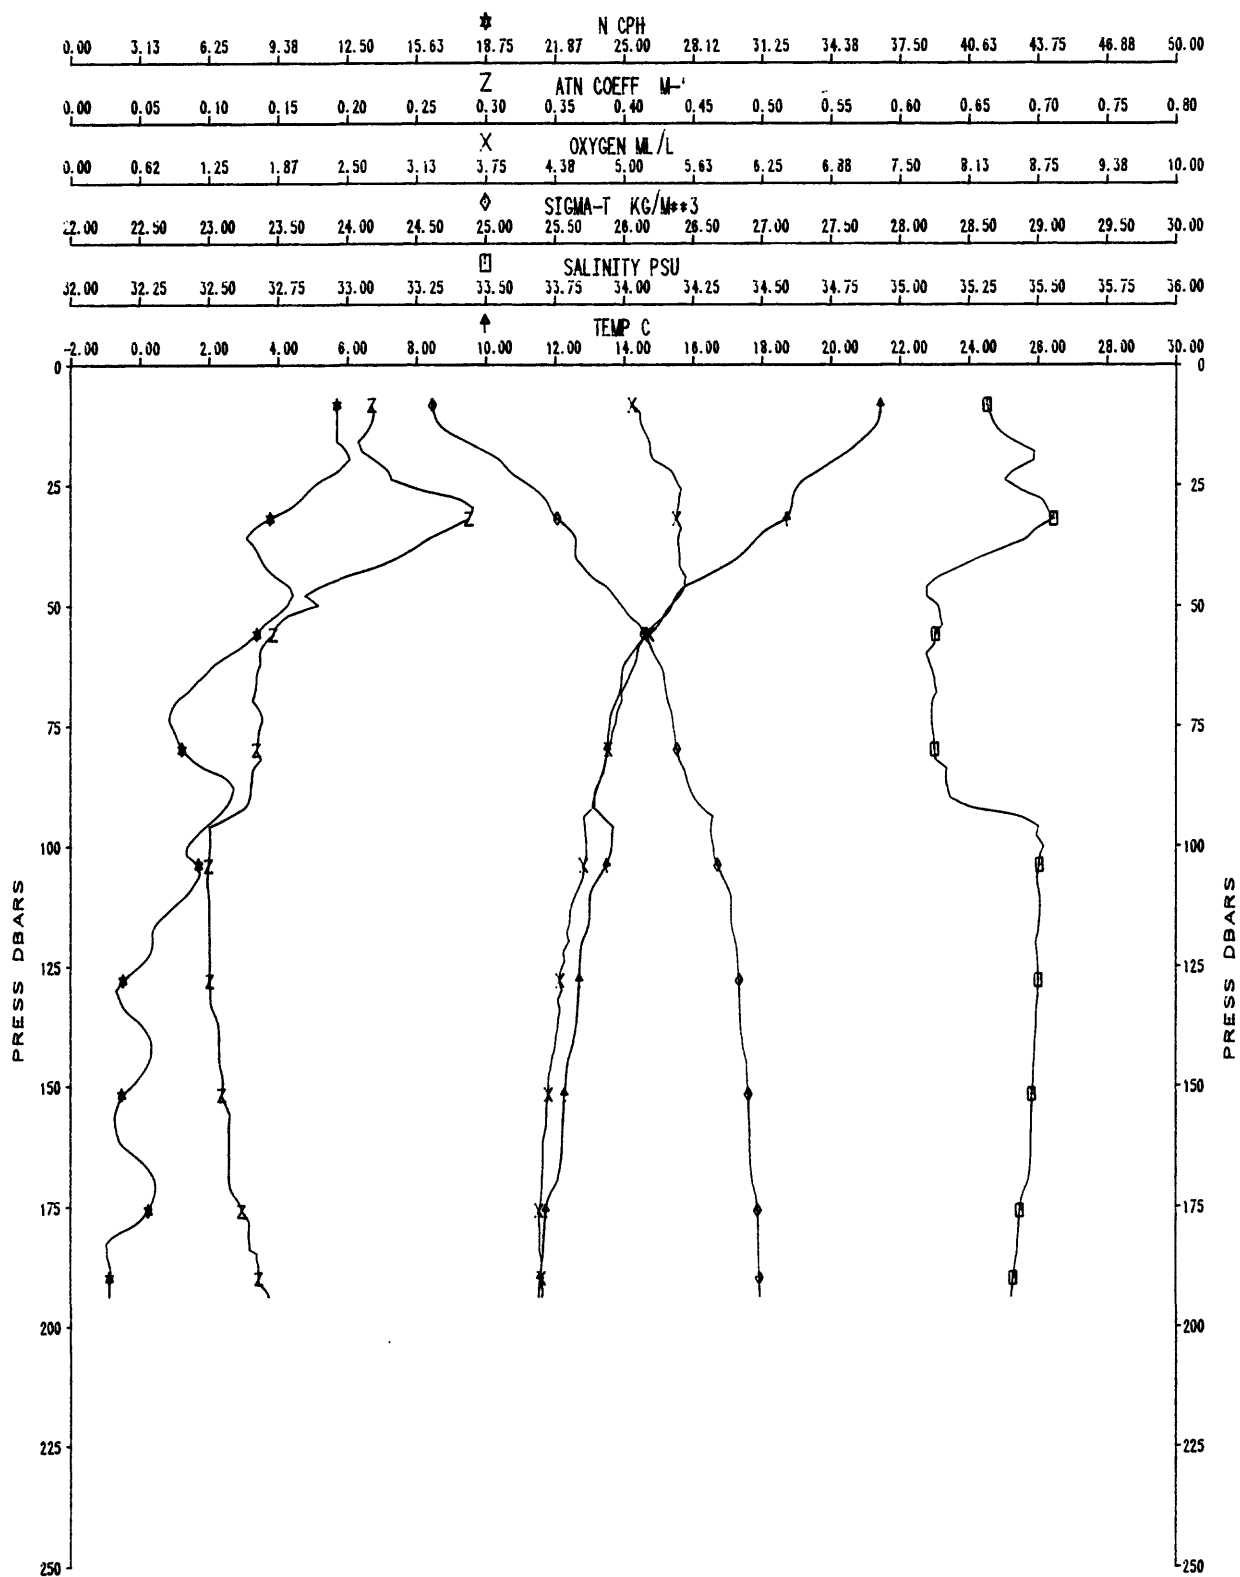 N CPH
0.00 3.13 6.25 9.38 12.50 15.63 18.75 21.87 25.00 28.12 31.25 34.38 37.50 40.63 43.75 46.88 50.00
Z ATN COEFF M-'
0.00 0.05 0.10 0.15 0.20 0.25 0.30 0.35 0.40 0.45 0.50 0.55 0.60 0.65 0.70 0.75 0.80
X OXYGEN ML/L
0.00 0.62 1.25 1.87 2.50 3.13 3.75 4.38 5.00 5.63 6.25 6.88 7.50 8.13 8.75 9.38 10.00
SIGMA-T KG/M**3
22.00 22.50 23.00 23.50 24.00 24.50 25.00 25.50 26.00 26.50 27.00 27.50 28.00 28.50 29.00 29.50 30.00
SALINITY PSU
32.00 32.25 32.50 32.75 33.00 33.25 33.50 33.75 34.00 34.25 34.50 34.75 35.00 35.25 35.50 35.75 36.00
TEMP C
-2.00 0.00 2.00 4.00 6.00 8.00 10.00 12.00 14.00 16.00 18.00 20.00 22.00 24.00 26.00 28.00 30.00
0 0
25 25
50 50
75 75
100 100
125 125
150 150
175 175
200 200
225 225
250 250
PRESS DBARS
PRESS DBARS